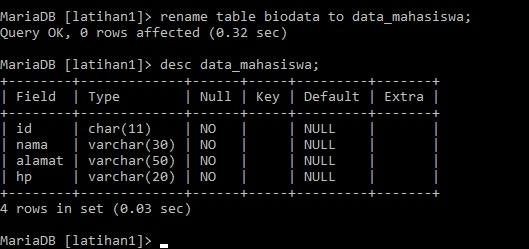 MariaDB [latihan1]> rename table biodata to data_mahasiswa;
Query OK, 0 rows affected (0.32 sec)
MariaDB [latihan1]> desc data_mahasiswa;
+--------+-------------+------+-----+---------+-------+
| Field  | Type        | Null | Key | Default | Extra |
+--------+-------------+------+-----+---------+-------+
| id     | char(11)    | NO   |     | NULL    |       |
| nama   | varchar(30) | NO   |     | NULL    |       |
| alamat | varchar(50) | NO   |     | NULL    |       |
| hp     | varchar(20) | NO   |     | NULL    |       |
+--------+-------------+------+-----+---------+-------+
4 rows in set (0.03 sec)
MariaDB [latihan1]> _